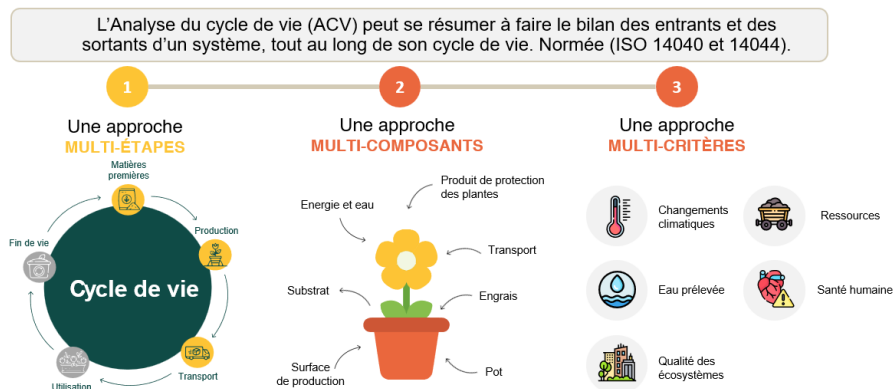 L’Analyse du cycle de vie (ACV) peut se résumer à faire le bilan des entrants et des
sortants d’un système, tout au long de son cycle de vie. Normée (ISO 14040 et 14044).
1
2
3
Une approche
MULTI-ÉTAPES
Matières
premières
Production
Transport
Utilisation
Fin de vie
Cycle de vie
Une approche
MULTI-COMPOSANTS
Produit de protection
des plantes
Energie et eau
Transport
Substrat
Engrais
Surface
de production
Pot
Une approche
MULTI-CRITÈRES
Changements
climatiques
Ressources
Eau prélevée
Santé humaine
Qualité des
écosystèmes